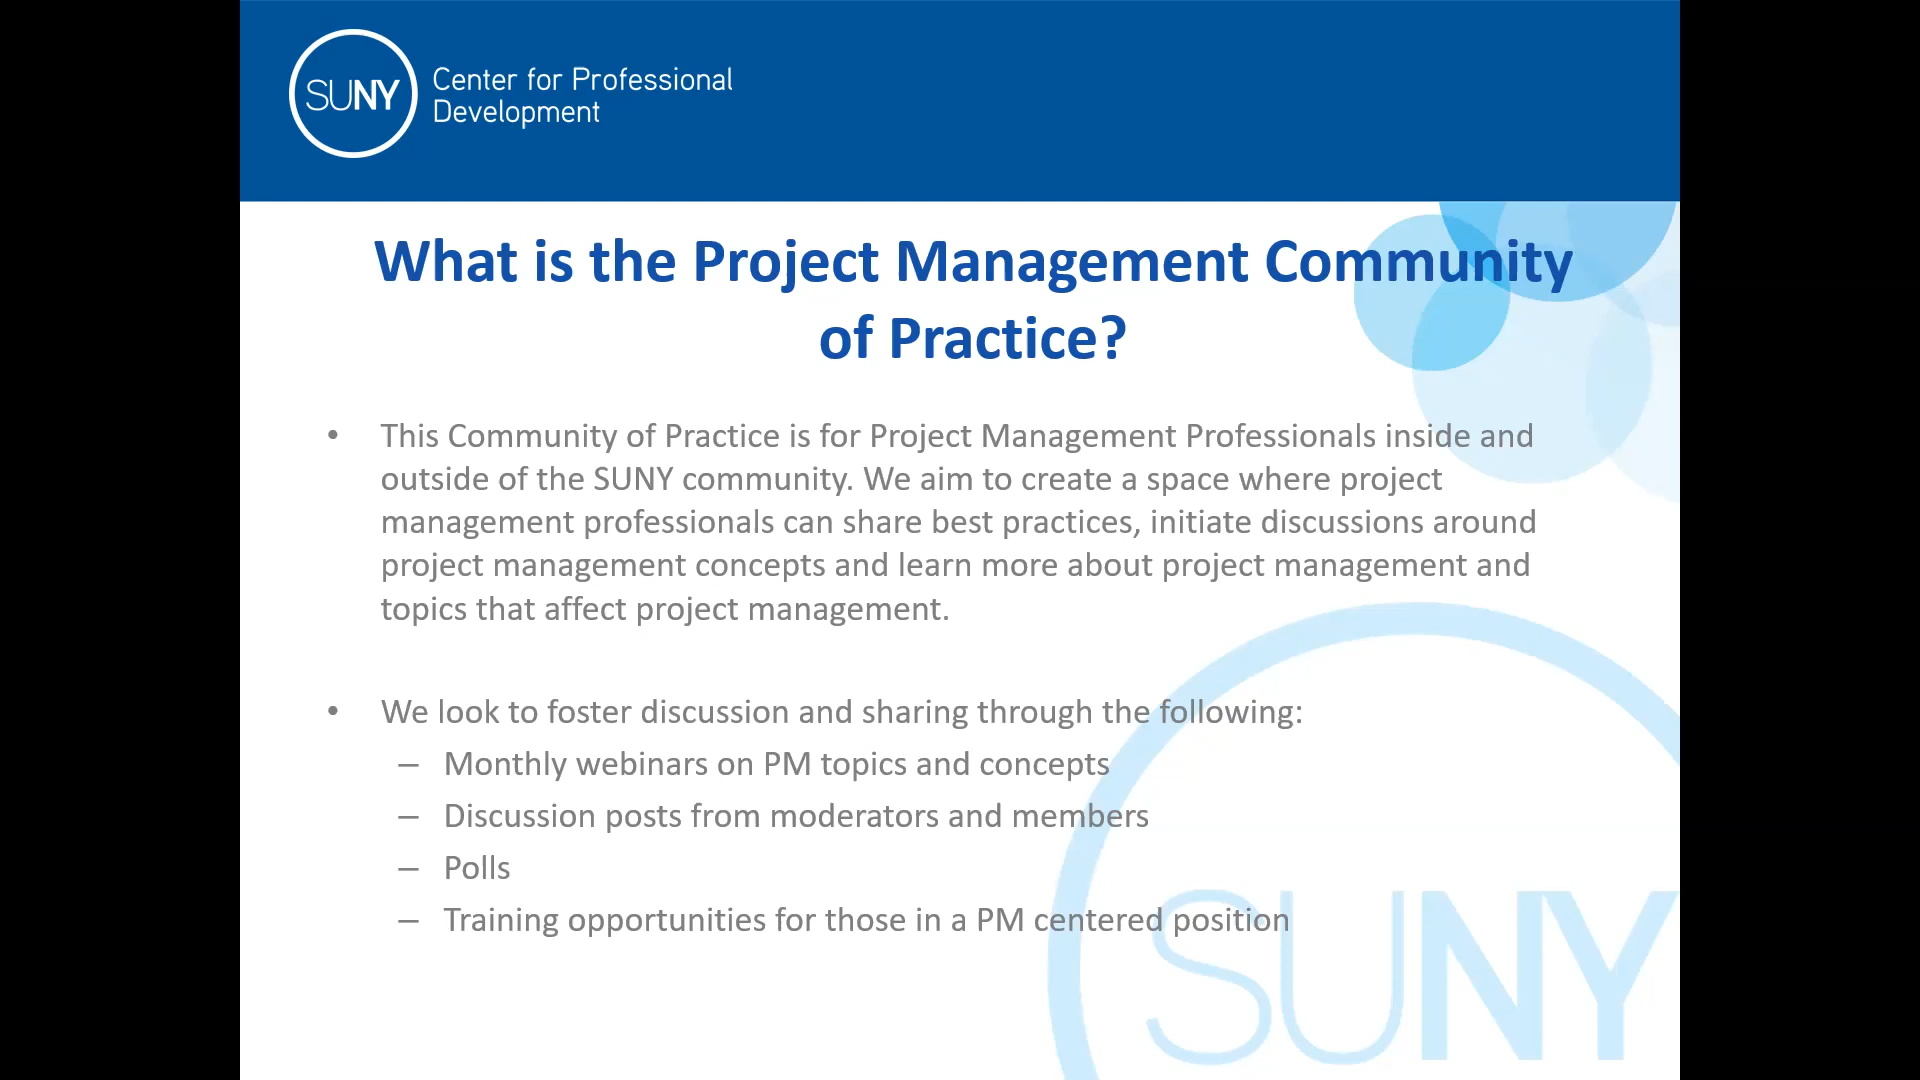 SUNY
Center for Professional
Development
What is the Project Management Community
of Practice?
• This Community of Practice is for Project Management Professionals inside and
outside of the SUNY community. We aim to create a space where project
management professionals can share best practices, initiate discussions around
project management concepts and learn more about project management and
topics that affect project management.
• We look to foster discussion and sharing through the following:
– Monthly webinars on PM topics and concepts
– Discussion posts from moderators and members
– Polls
– Training opportunities for those in a PM centered position
SUNY